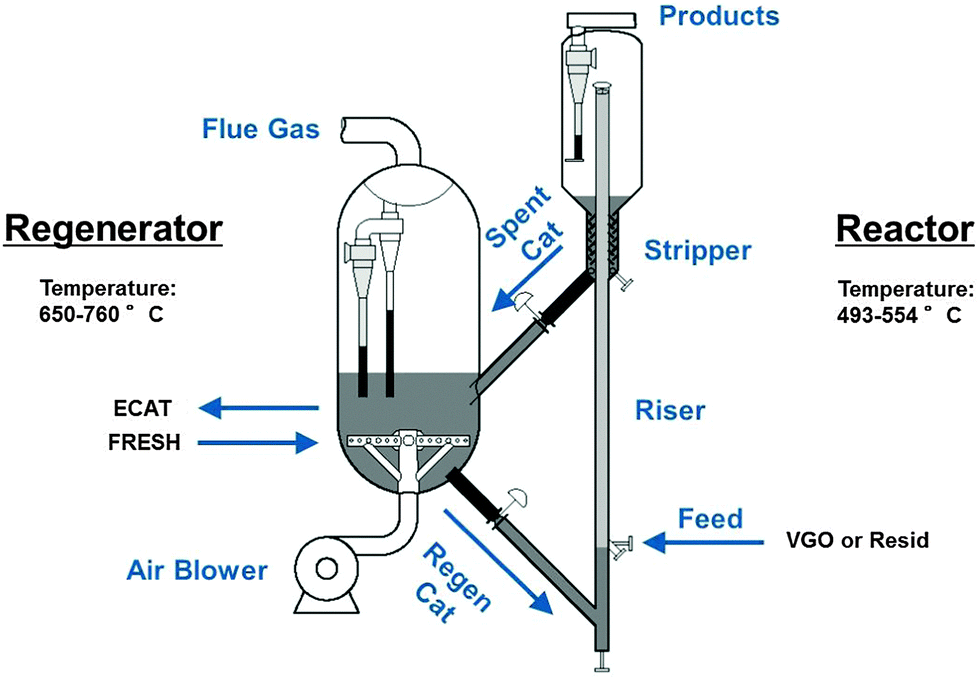 Products
Flue Gas
Regenerator
Temperature:
650-760 ° C
Spent
Cat
Stripper
Reactor
Temperature:
493-554 ° C
ECAT
FRESH
Riser
Feed
VGO or Resid
Air Blower
Regen
Cat